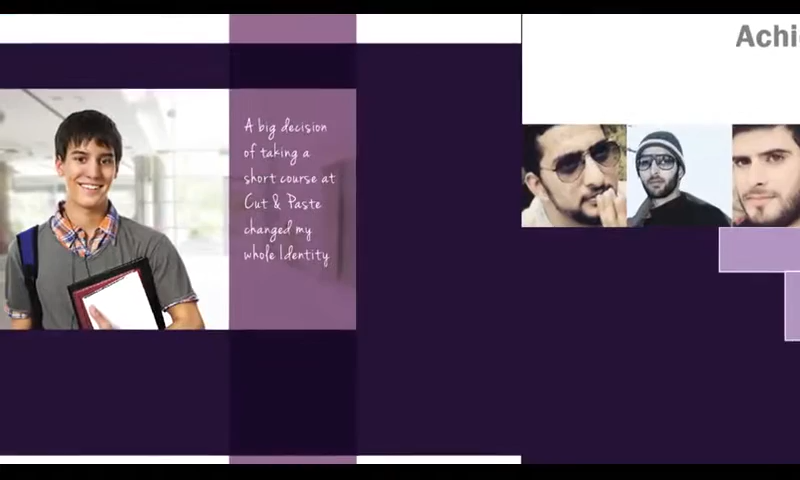 Achi
A big decision
of taking a
short course at
Cut & Paste
changed my
whole Identity